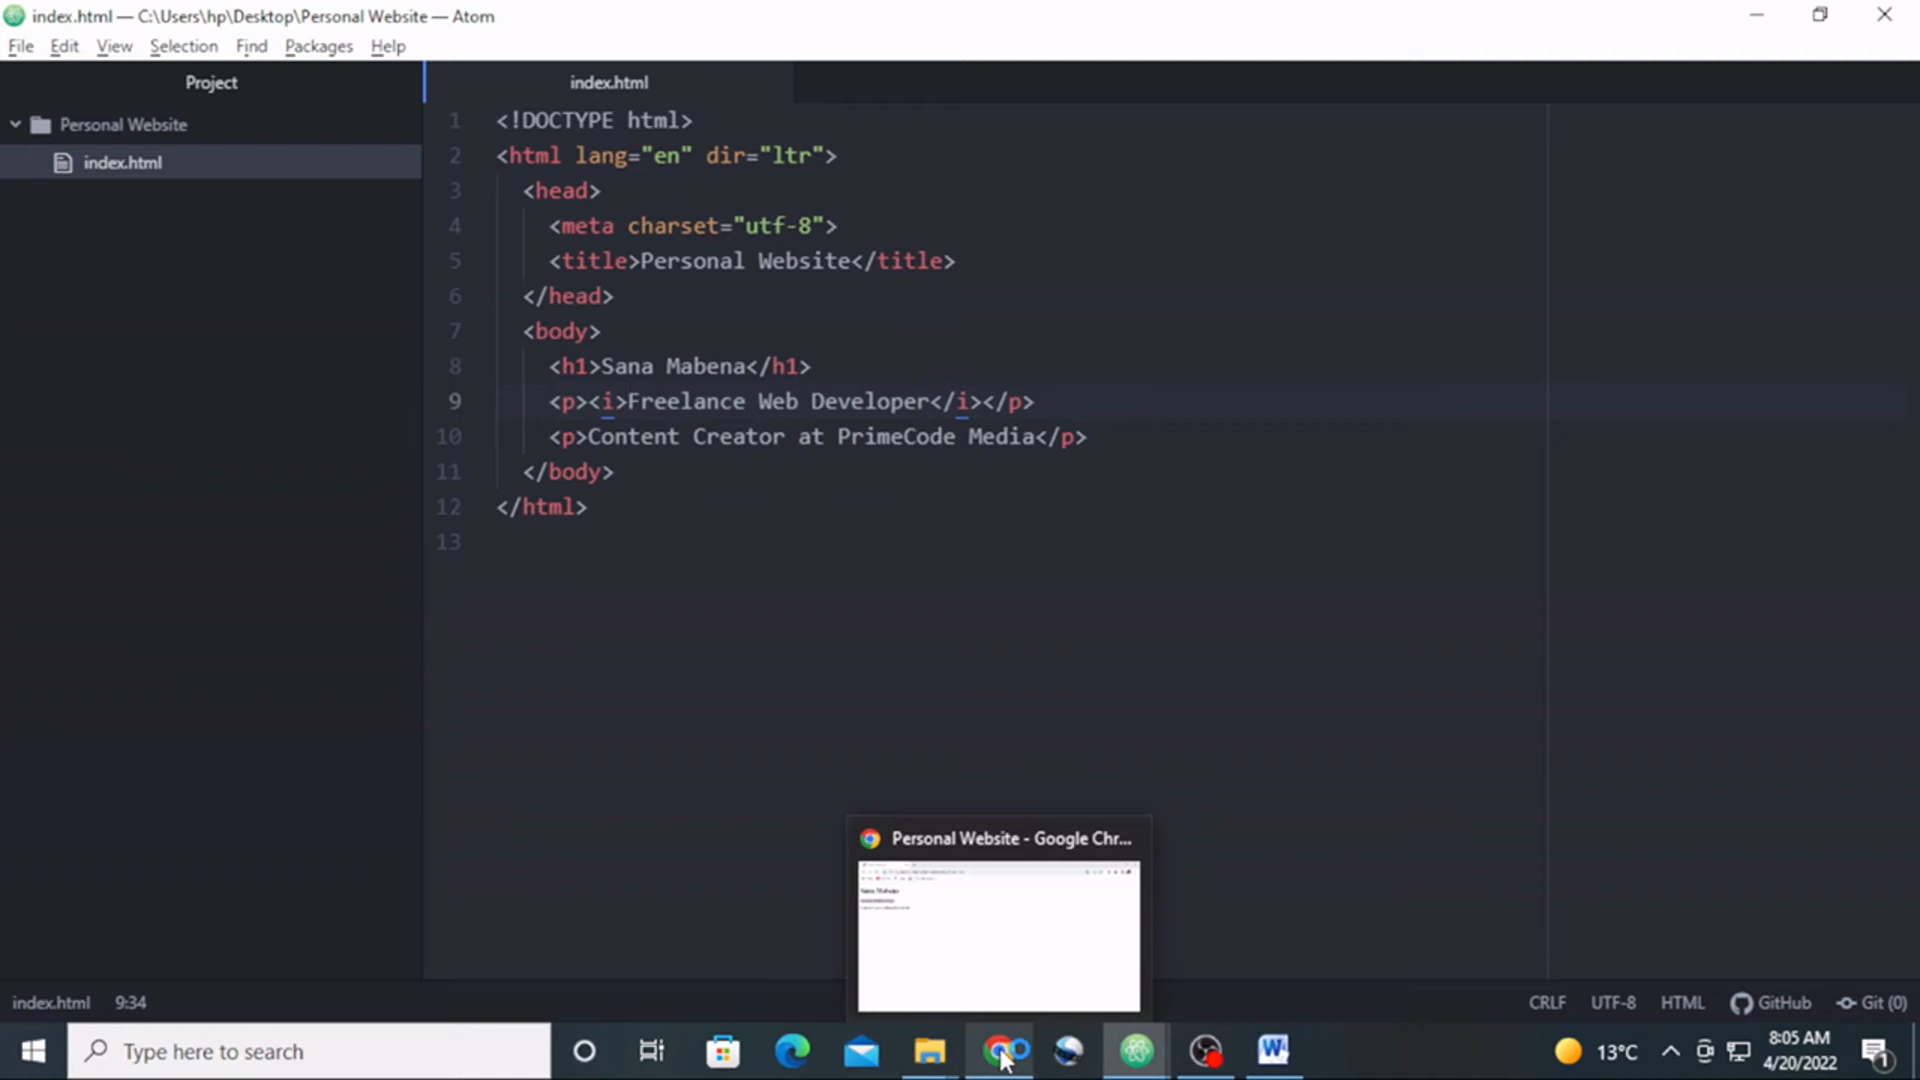 index.html — C:\Users\hp\Desktop\Personal Website — Atom
File Edit View Selection Find Packages Help
Project
index.html
Personal Website
index.html
1 <!DOCTYPE html>
2 <html lang="en" dir="ltr">
3 <head>
4 <meta charset="utf-8">
5 <title>Personal Website</title>
6 </head>
7 <body>
8 <h1>Sana Mabena</h1>
9 <p><i>Freelance Web Developer</i></p>
10 <p>Content Creator at PrimeCode Media</p>
11 </body>
12 </html>
13
Personal Website - Google Chr...
index.html 9:34
CRLF UTF-8 HTML GitHub Git (0)
Type here to search
W
13°C
8:05 AM
4/20/2022
1